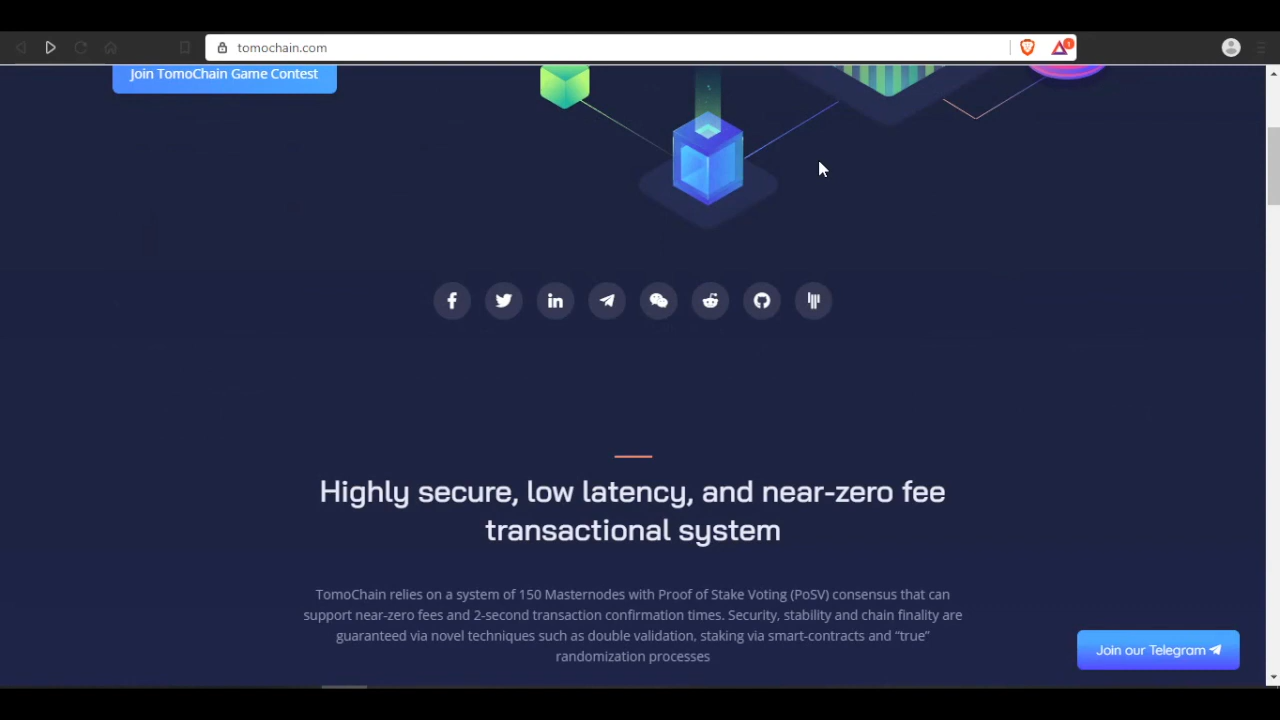 tomochain.com
1
Join TomoChain Game Contest
Highly secure, low latency, and near-zero fee
transactional system
TomoChain relies on a system of 150 Masternodes with Proof of Stake Voting (PoSV) consensus that can
support near-zero fees and 2-second transaction confirmation times. Security, stability and chain finality are
guaranteed via novel techniques such as double validation, staking via smart-contracts and “true”
randomization processes
Join our Telegram